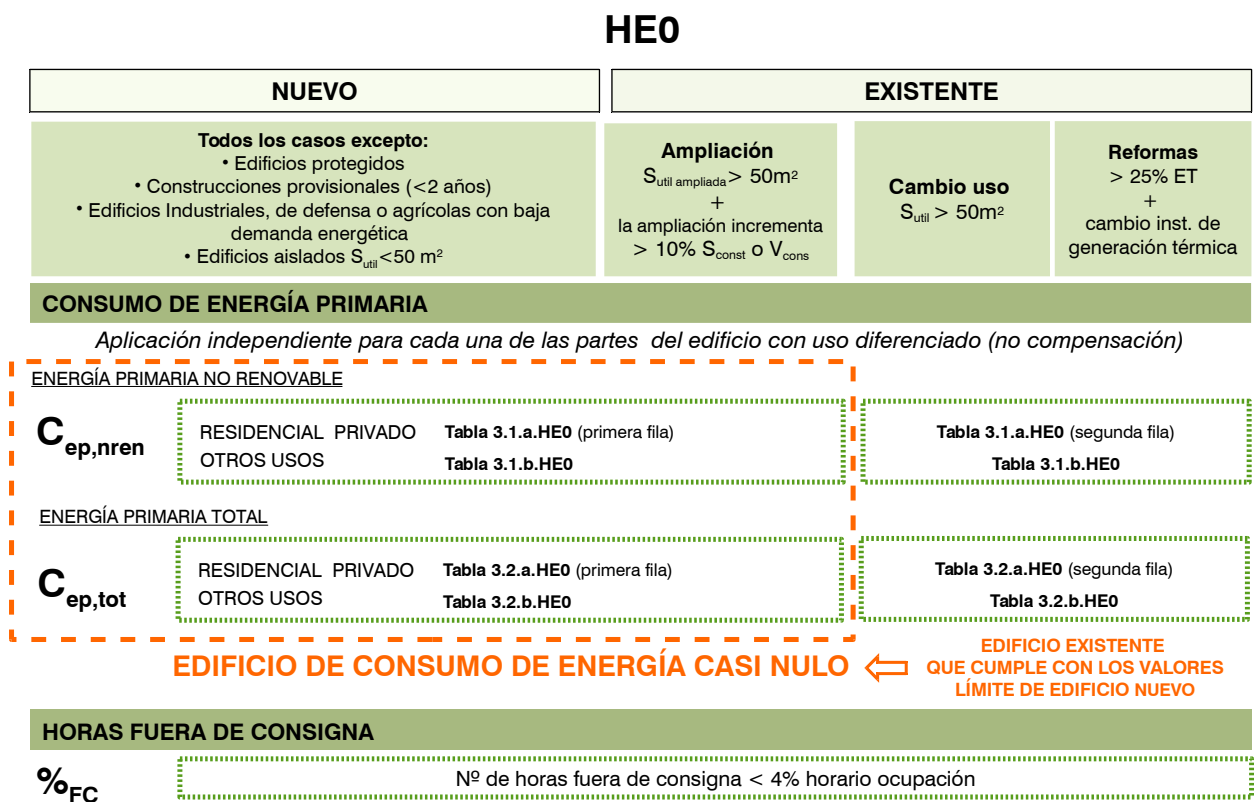 HE0
NUEVO
EXISTENTE
Todos los casos excepto:
• Edificios protegidos
• Construcciones provisionales (<2 años)
• Edificios Industriales, de defensa o agrícolas con baja
demanda energética
• Edificios aislados Sutil<50 m²
Ampliación
Sutil ampliada> 50m²
+
la ampliación incrementa
> 10% Sconst o Vcons
Cambio uso
Sutil > 50m²
Reformas
> 25% ET
+
cambio inst. de
generación térmica
CONSUMO DE ENERGÍA PRIMARIA
Aplicación independiente para cada una de las partes del edificio con uso diferenciado (no compensación)
ENERGÍA PRIMARIA NO RENOVABLE
Cep,nren
RESIDENCIAL PRIVADO Tabla 3.1.a.HE0 (primera fila)
OTROS USOS Tabla 3.1.b.HE0
Tabla 3.1.a.HE0 (segunda fila)
Tabla 3.1.b.HE0
ENERGÍA PRIMARIA TOTAL
Cep,tot
RESIDENCIAL PRIVADO Tabla 3.2.a.HE0 (primera fila)
OTROS USOS Tabla 3.2.b.HE0
Tabla 3.2.a.HE0 (segunda fila)
Tabla 3.2.b.HE0
EDIFICIO DE CONSUMO DE ENERGÍA CASI NULO
EDIFICIO EXISTENTE
QUE CUMPLE CON LOS VALORES
LÍMITE DE EDIFICIO NUEVO
HORAS FUERA DE CONSIGNA
%FC
Nº de horas fuera de consigna < 4% horario ocupación